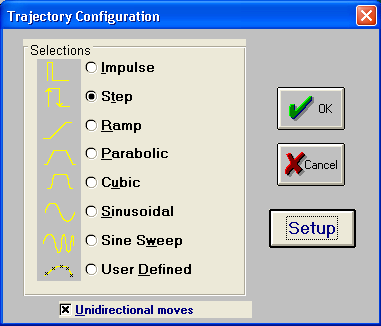 Trajectory Configuration
Selections
Impulse
Step
Ramp
Parabolic
Cubic
Sinusoidal
Sine Sweep
User Defined
OK
Cancel
Setup
Unidirectional moves